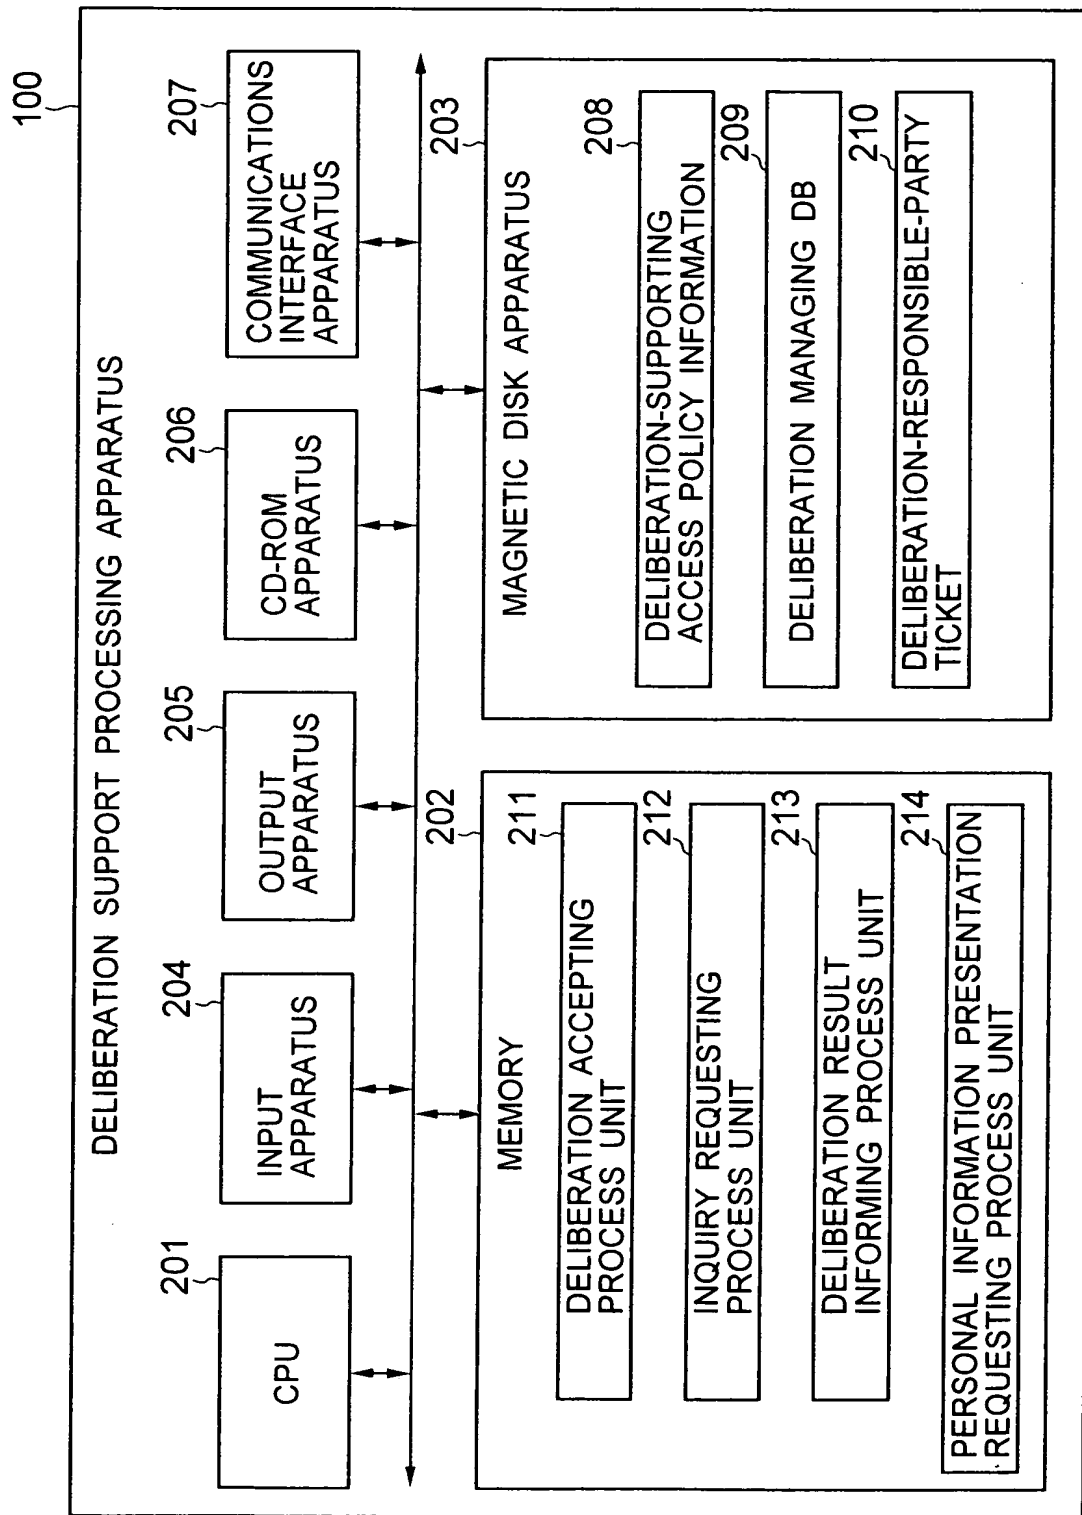 100
DELIBERATION SUPPORT PROCESSING APPARATUS
201
CPU
204
INPUT
APPARATUS
205
OUTPUT
APPARATUS
206
CD-ROM
APPARATUS
207
COMMUNICATIONS
INTERFACE
APPARATUS
202
MEMORY
211
DELIBERATION ACCEPTING
PROCESS UNIT
212
INQUIRY REQUESTING
PROCESS UNIT
213
DELIBERATION RESULT
INFORMING PROCESS UNIT
214
PERSONAL INFORMATION PRESENTATION
REQUESTING PROCESS UNIT
203
MAGNETIC DISK APPARATUS
208
DELIBERATION-SUPPORTING
ACCESS POLICY INFORMATION
209
DELIBERATION MANAGING DB
210
DELIBERATION-RESPONSIBLE-PARTY
TICKET